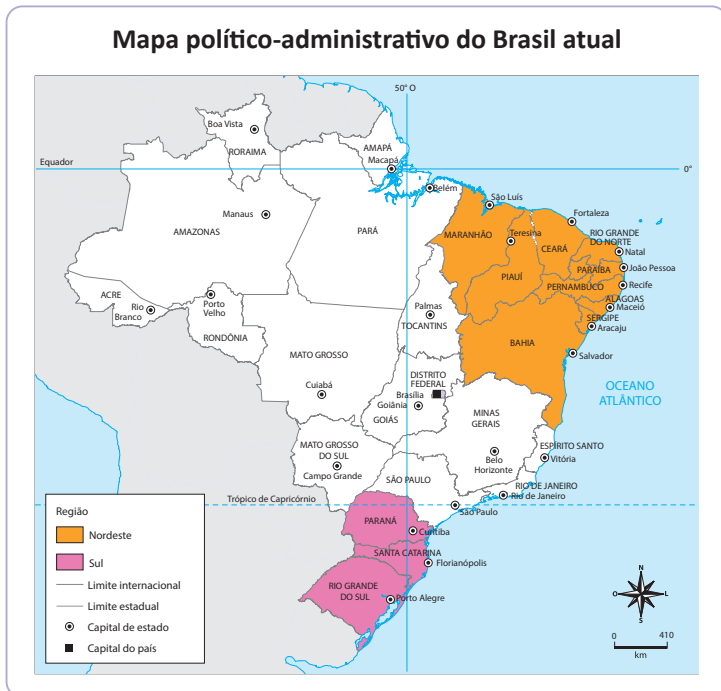 Mapa político-administrativo do Brasil atual
50° O
Boa Vista
RORAIMA
AMAPÁ
Macapá
Equador
0°
Belém
São Luís
Fortaleza
Manaus
AMAZONAS
PARÁ
MARANHÃO
Teresina
CEARÁ
RIO GRANDE
DO NORTE
Natal
PARAÍBA
João Pessoa
PIAUÍ
PERNAMBUCO
Recife
ACRE
Rio
Branco
Porto
Velho
RONDÔNIA
Palmas
TOCANTINS
ALAGOAS
Maceió
SERGIPE
Aracaju
BAHIA
Salvador
MATO GROSSO
Cuiabá
DISTRITO
FEDERAL
Brasília
Goiânia
GOIÁS
OCEANO
ATLÂNTICO
MINAS
GERAIS
Belo
Horizonte
ESPÍRITO SANTO
Vitória
MATO GROSSO
DO SUL
Campo Grande
SÃO PAULO
RIO DE JANEIRO
Rio de Janeiro
Trópico de Capricórnio
São Paulo
PARANÁ
Curitiba
SANTA CATARINA
Florianópolis
RIO GRANDE
DO SUL
Porto Alegre
Região
Nordeste
Sul
Limite internacional
Limite estadual
Capital de estado
Capital do país
N
O
L
S
0
410
km